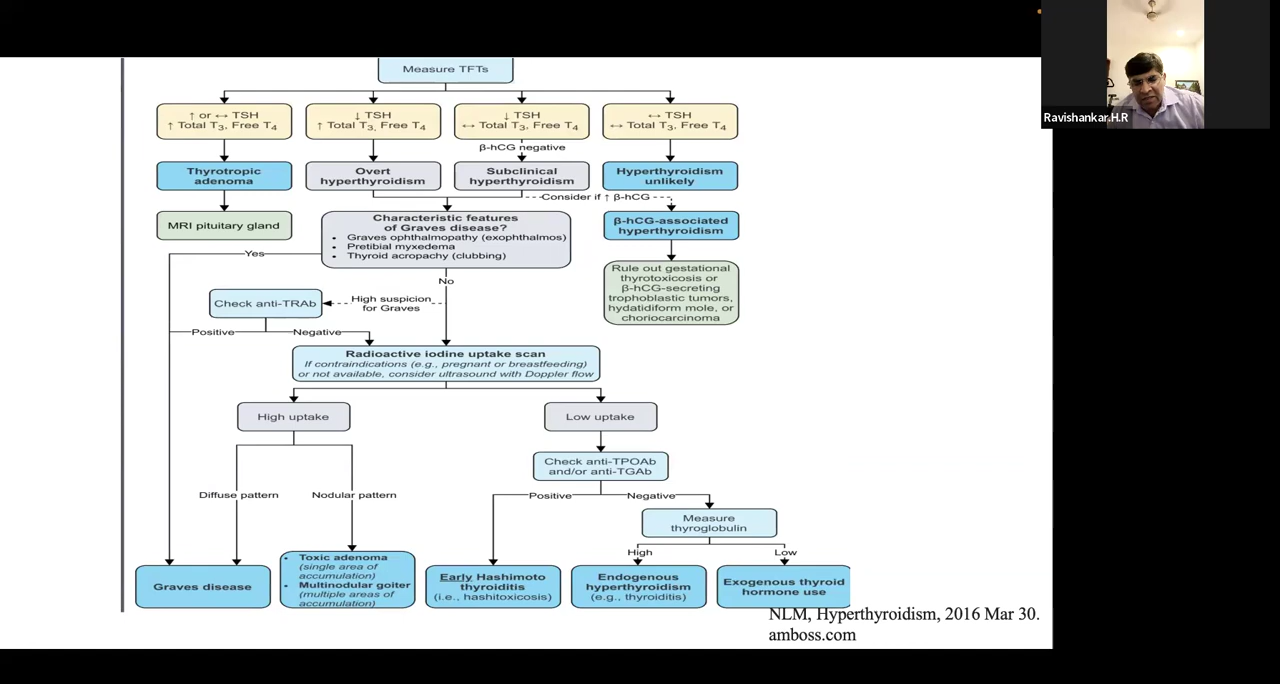 Measure TFTs
↑ or ↔ TSH
↑ Total T3, Free T4
↓ TSH
↑ Total T3, Free T4
↓ TSH
↔ Total T3, Free T4
↔ TSH
↔ Total T3, Free T4
β-hCG negative
Thyrotropic
adenoma
Overt
hyperthyroidism
Subclinical
hyperthyroidism
Hyperthyroidism
unlikely
Consider if ↑ β-hCG
MRI pituitary gland
Characteristic features
of Graves disease?
• Graves ophthalmopathy (exophthalmos)
• Pretibial myxedema
• Thyroid acropachy (clubbing)
β-hCG-associated
hyperthyroidism
Yes
No
Rule out gestational
thyrotoxicosis or
β-hCG-secreting
trophoblastic tumors,
hydatidiform mole, or
choriocarcinoma
Check anti-TRAb
High suspicion
for Graves
Positive
Negative
Radioactive iodine uptake scan
If contraindications (e.g., pregnant or breastfeeding)
or not available, consider ultrasound with Doppler flow
High uptake
Low uptake
Check anti-TPOAb
and/or anti-TGAb
Diffuse pattern
Nodular pattern
Positive
Negative
Measure
thyroglobulin
High
Low
Graves disease
• Toxic adenoma
(single area of
accumulation)
• Multinodular goiter
(multiple areas of
accumulation)
Early Hashimoto
thyroiditis
(i.e., hashitoxicosis)
Endogenous
hyperthyroidism
(e.g., thyroiditis)
Exogenous thyroid
hormone use
NLM, Hyperthyroidism, 2016 Mar 30.
amboss.com
Ravishankar.H.R